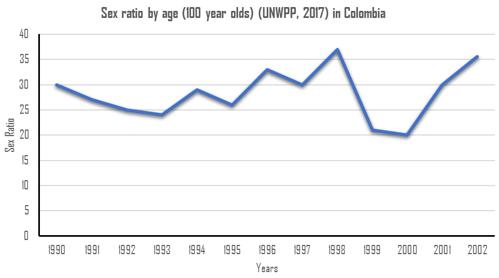 Sex ratio by age (100 year olds) (UNWPP, 2017) in Colombia
40
35
30
25
20
15
10
5
0
Sex Ratio
1990 1991 1992 1993 1994 1995 1996 1997 1998 1999 2000 2001 2002
Years